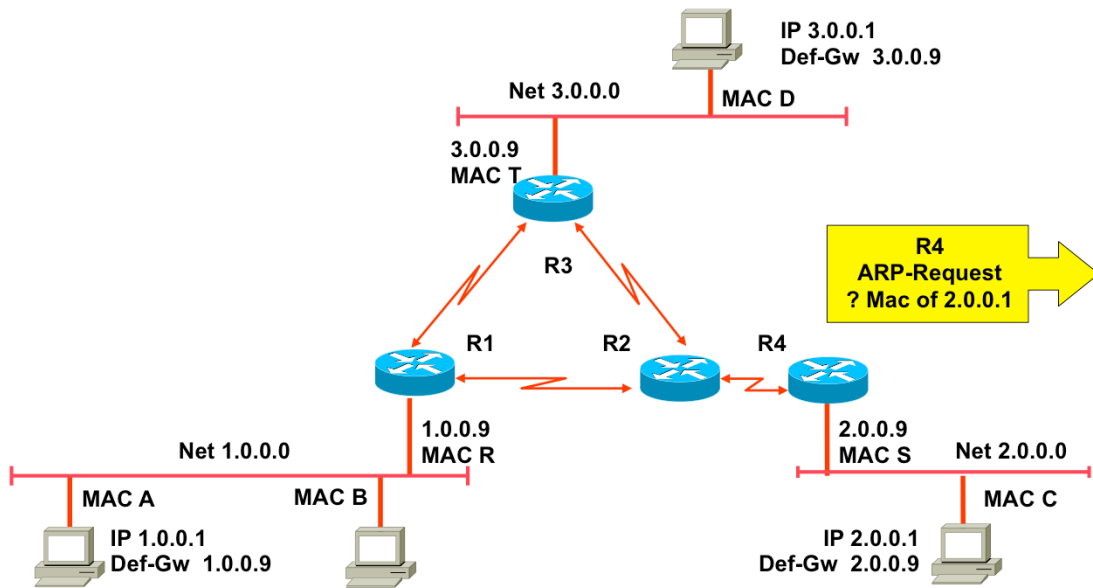 IP 3.0.0.1
Def-Gw 3.0.0.9
Net 3.0.0.0
MAC D
3.0.0.9
MAC T
R4
ARP-Request
? Mac of 2.0.0.1
R3
R1
R2
R4
1.0.0.9
MAC R
2.0.0.9
MAC S
Net 1.0.0.0
Net 2.0.0.0
MAC A
MAC B
MAC C
IP 1.0.0.1
Def-Gw 1.0.0.9
IP 2.0.0.1
Def-Gw 2.0.0.9